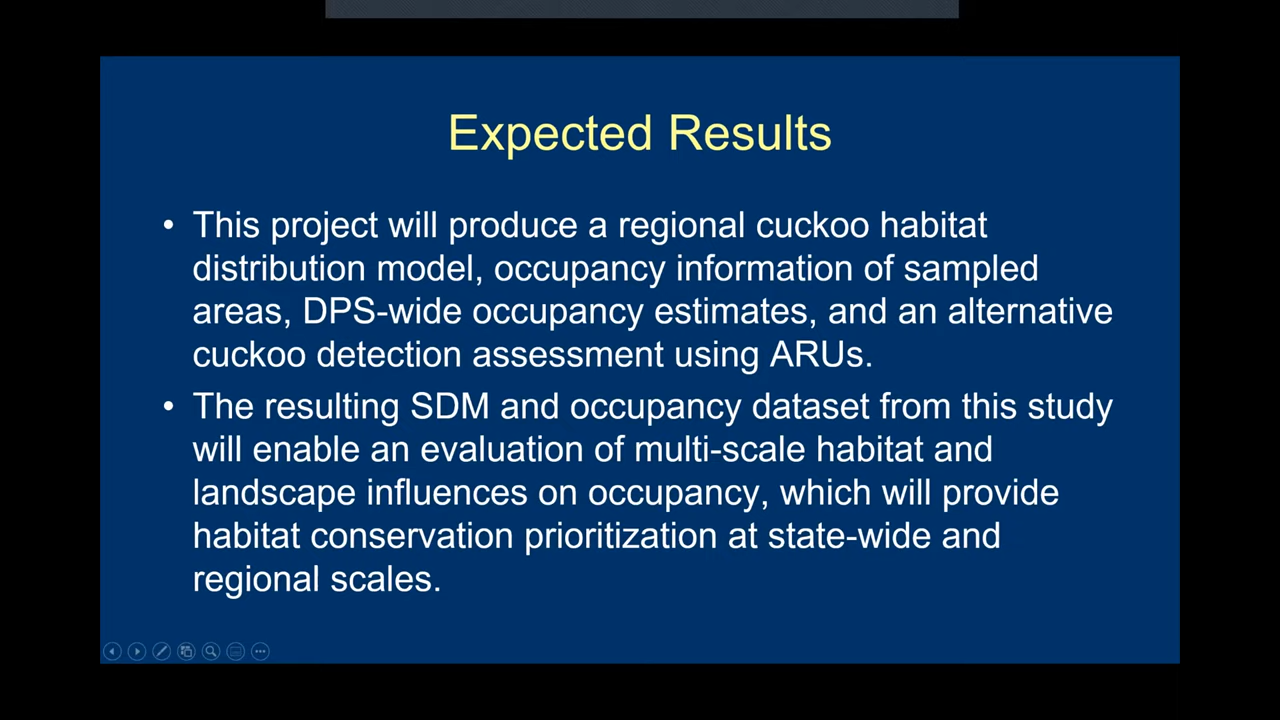 Expected Results
• This project will produce a regional cuckoo habitat
distribution model, occupancy information of sampled
areas, DPS-wide occupancy estimates, and an alternative
cuckoo detection assessment using ARUs.
• The resulting SDM and occupancy dataset from this study
will enable an evaluation of multi-scale habitat and
landscape influences on occupancy, which will provide
habitat conservation prioritization at state-wide and
regional scales.